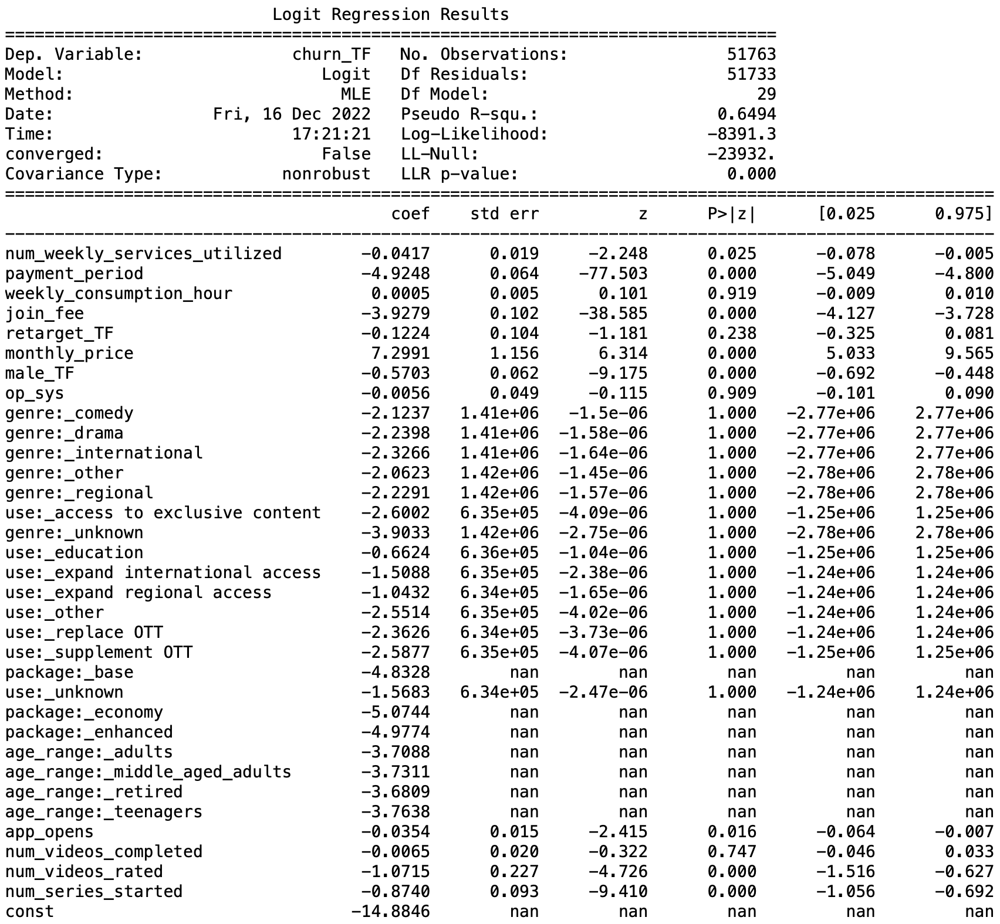 Logit Regression Results
==============================================================================
Dep. Variable: churn_TF No. Observations: 51763
Model: Logit Df Residuals: 51733
Method: MLE Df Model: 29
Date: Fri, 16 Dec 2022 Pseudo R-squ.: 0.6494
Time: 17:21:21 Log-Likelihood: -8391.3
converged: False LL-Null: -23932.
Covariance Type: nonrobust LLR p-value: 0.000
====================================================================================================
coef std err z P>|z| [0.025 0.975]
----------------------------------------------------------------------------------------------------
num_weekly_services_utilized -0.0417 0.019 -2.248 0.025 -0.078 -0.005
payment_period -4.9248 0.064 -77.503 0.000 -5.049 -4.800
weekly_consumption_hour 0.0005 0.005 0.101 0.919 -0.009 0.010
join_fee -3.9279 0.102 -38.585 0.000 -4.127 -3.728
retarget_TF -0.1224 0.104 -1.181 0.238 -0.325 0.081
monthly_price 7.2991 1.156 6.314 0.000 5.033 9.565
male_TF -0.5703 0.062 -9.175 0.000 -0.692 -0.448
op_sys -0.0056 0.049 -0.115 0.909 -0.101 0.090
genre:_comedy -2.1237 1.41e+06 -1.5e-06 1.000 -2.77e+06 2.77e+06
genre:_drama -2.2398 1.41e+06 -1.58e-06 1.000 -2.77e+06 2.77e+06
genre:_international -2.3266 1.41e+06 -1.64e-06 1.000 -2.77e+06 2.77e+06
genre:_other -2.0623 1.42e+06 -1.45e-06 1.000 -2.78e+06 2.78e+06
genre:_regional -2.2291 1.42e+06 -1.57e-06 1.000 -2.78e+06 2.78e+06
use:_access to exclusive content -2.6002 6.35e+05 -4.09e-06 1.000 -1.25e+06 1.25e+06
genre:_unknown -3.9033 1.42e+06 -2.75e-06 1.000 -2.78e+06 2.78e+06
use:_education -0.6624 6.36e+05 -1.04e-06 1.000 -1.25e+06 1.25e+06
use:_expand international access -1.5088 6.35e+05 -2.38e-06 1.000 -1.24e+06 1.24e+06
use:_expand regional access -1.0432 6.34e+05 -1.65e-06 1.000 -1.24e+06 1.24e+06
use:_other -2.5514 6.35e+05 -4.02e-06 1.000 -1.24e+06 1.24e+06
use:_replace OTT -2.3626 6.34e+05 -3.73e-06 1.000 -1.24e+06 1.24e+06
use:_supplement OTT -2.5877 6.35e+05 -4.07e-06 1.000 -1.25e+06 1.25e+06
package:_base -4.8328 nan nan nan nan nan
use:_unknown -1.5683 6.34e+05 -2.47e-06 1.000 -1.24e+06 1.24e+06
package:_economy -5.0744 nan nan nan nan nan
package:_enhanced -4.9774 nan nan nan nan nan
age_range:_adults -3.7088 nan nan nan nan nan
age_range:_middle_aged_adults -3.7311 nan nan nan nan nan
age_range:_retired -3.6809 nan nan nan nan nan
age_range:_teenagers -3.7638 nan nan nan nan nan
app_opens -0.0354 0.015 -2.415 0.016 -0.064 -0.007
num_videos_completed -0.0065 0.020 -0.322 0.747 -0.046 0.033
num_videos_rated -1.0715 0.227 -4.726 0.000 -1.516 -0.627
num_series_started -0.8740 0.093 -9.410 0.000 -1.056 -0.692
const -14.8846 nan nan nan nan nan